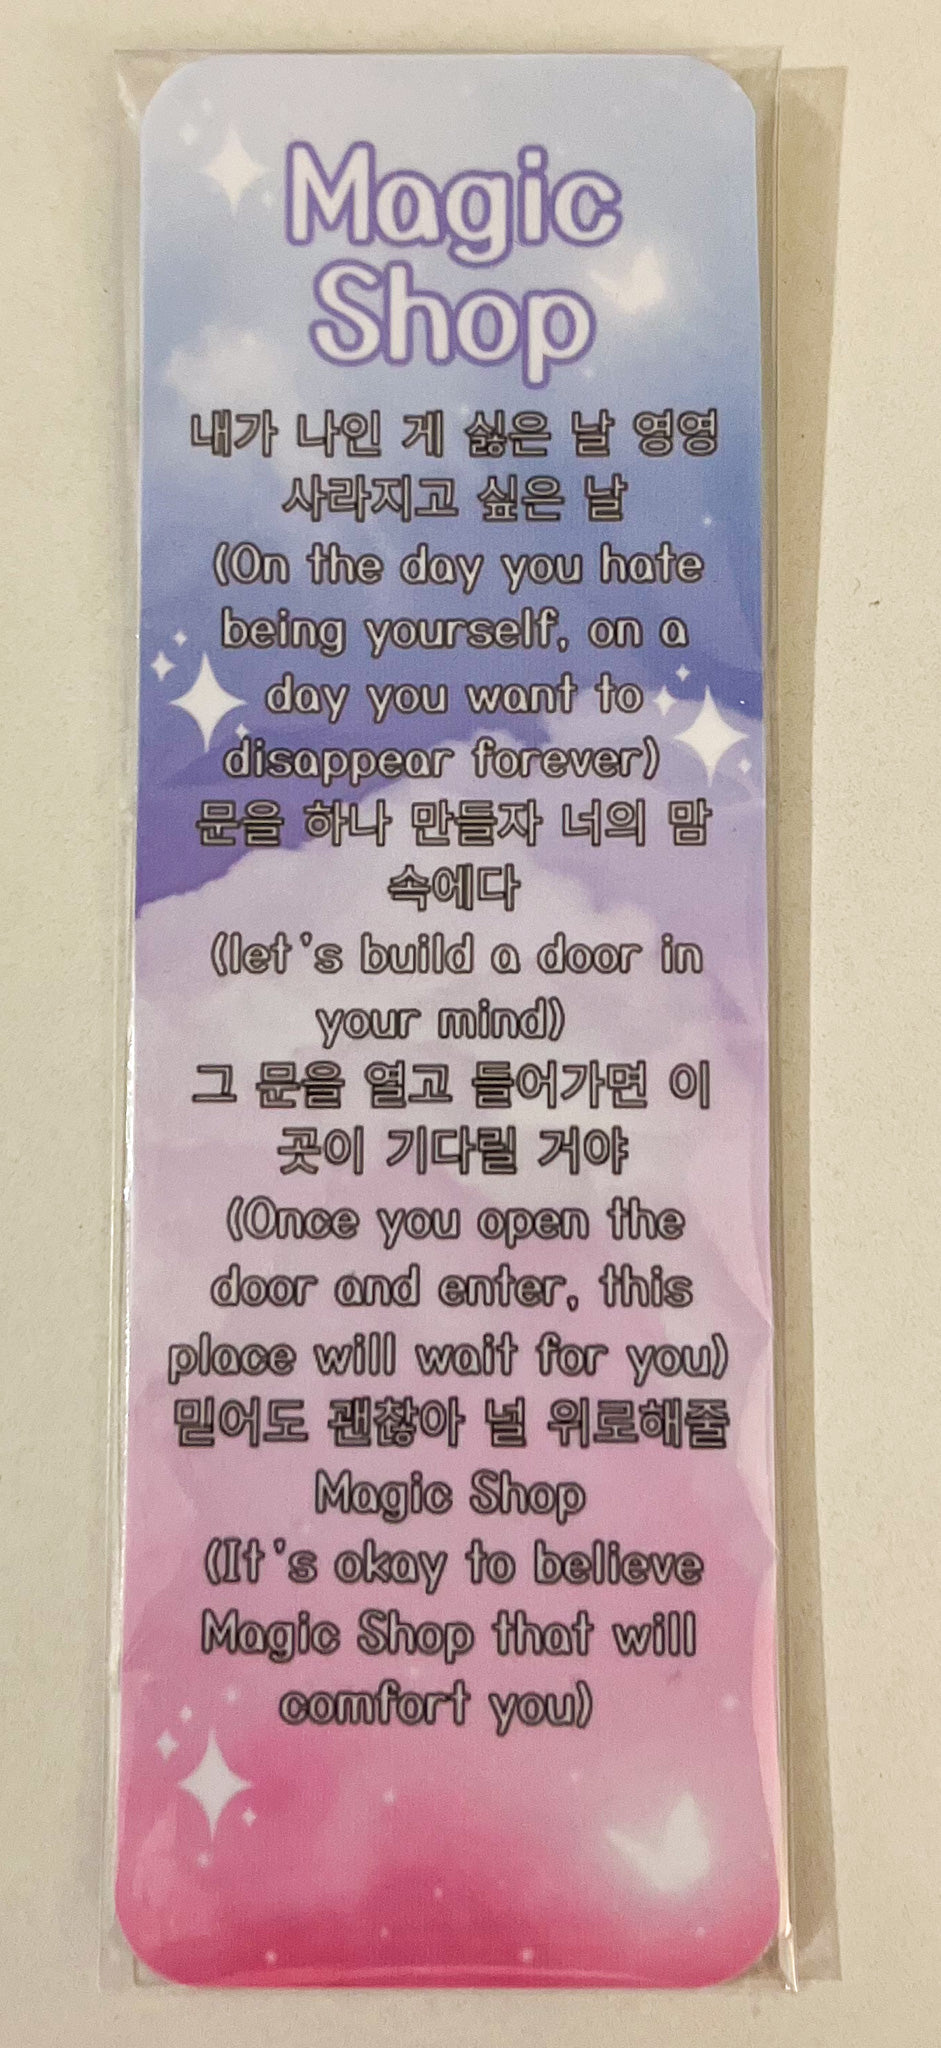 Magic
Shop
내가 나인 게 싫은 날 영영
사라지고 싶은 날
(On the day you hate
being yourself, on a
day you want to
disappear forever)
문을 하나 만들자 너의 맘
속에다
(let's build a door in
your mind)
그 문을 열고 들어가면 이
곳이 기다릴 거야
(Once you open the
door and enter, this
place will wait for you)
믿어도 괜찮아 널 위로해줄
Magic Shop
(It's okay to believe
Magic Shop that will
comfort you)